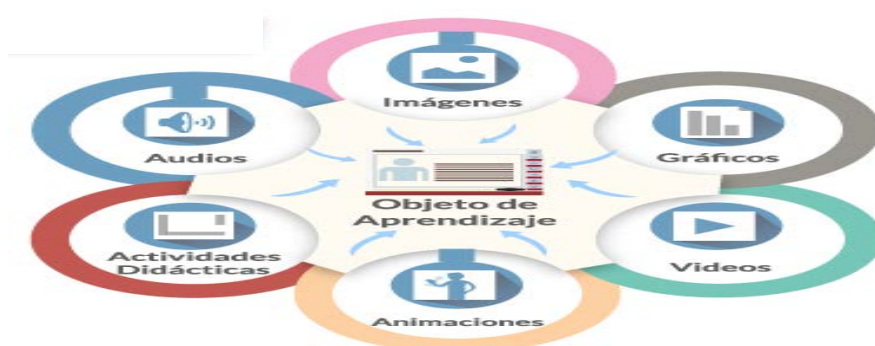 Imágenes
Audios
Gráficos
Objeto de
Aprendizaje
Actividades
Didácticas
Videos
Animaciones